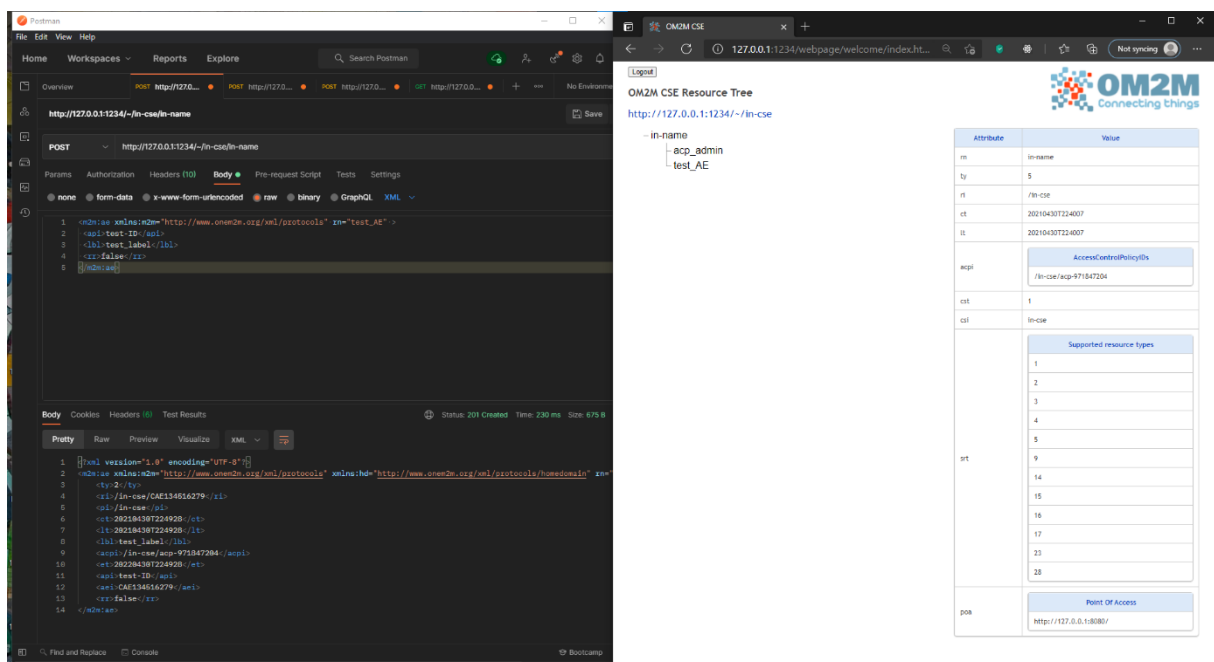 Postman
File Edit View Help
Home Workspaces Reports Explore
Search Postman
Overview
POST http://127.0....
POST http://127.0....
POST http://127.0....
GET http://127.0.0...
No Environme
http://127.0.0.1:1234/~/in-cse/in-name
Save
POST
http://127.0.0.1:1234/~/in-cse/in-name
Params Authorization Headers (10) Body Pre-request Script Tests Settings
none form-data x-www-form-urlencoded raw binary GraphQL XML
1 <m2m:ae xmlns:m2m="http://www.onem2m.org/xml/protocols" rn="test_AE" >
2 <api>test-ID</api>
3 <lbl>test_label</lbl>
4 <rr>false</rr>
5 </m2m:ae>
Body Cookies Headers (6) Test Results
Status: 201 Created Time: 230 ms Size: 675 B
Pretty Raw Preview Visualize XML
1 <?xml version="1.0" encoding="UTF-8"?>
2 <m2m:ae xmlns:m2m="http://www.onem2m.org/xml/protocols" xmlns:hd="http://www.onem2m.org/xml/protocols/homedomain" rn="
3 <ty>2</ty>
4 <ri>/in-cse/CAE134516279</ri>
5 <pi>/in-cse</pi>
6 <ct>20210430T224928</ct>
7 <lt>20210430T224928</lt>
8 <lbl>test_label</lbl>
9 <acpi>/in-cse/acp-971847204</acpi>
10 <et>20220430T224928</et>
11 <api>test-ID</api>
12 <aei>CAE134516279</aei>
13 <rr>false</rr>
14 </m2m:ae>
Find and Replace Console
Bootcamp
OM2M CSE
127.0.0.1:1234/webpage/welcome/index.ht...
Not syncing
Logout
OM2M
Connecting things
OM2M CSE Resource Tree
http://127.0.0.1:1234/~/in-cse
in-name
acp_admin
test_AE
Attribute Value
rn in-name
ty 5
ri /in-cse
ct 20210430T224007
lt 20210430T224007
acpi
AccessControlPolicyIDs
/in-cse/acp-971847204
cst 1
csi in-cse
srt
Supported resource types
1
2
3
4
5
9
14
15
16
17
23
28
poa
Point Of Access
http://127.0.0.1:8080/